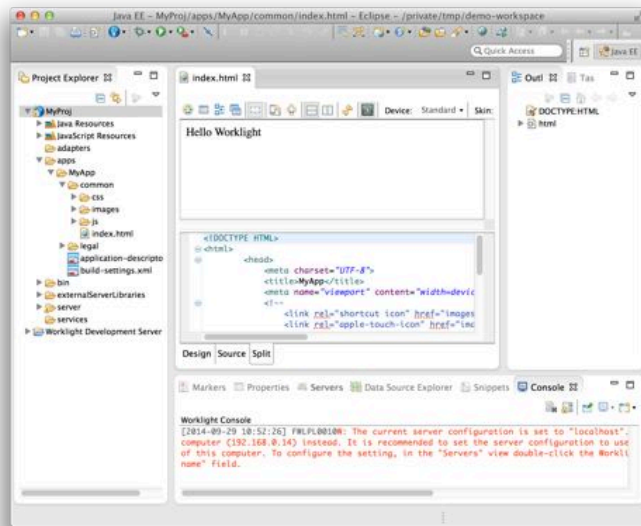 Java EE – MyProj/apps/MyApp/common/index.html – Eclipse – /private/tmp/demo-workspace
Quick Access
Java EE
Project Explorer
MyProj
Java Resources
JavaScript Resources
adapters
apps
MyApp
common
css
images
js
index.html
legal
application-descripto
build-settings.xml
bin
externalServerLibraries
server
services
Worklight Development Server
index.html
Device: Standard
Skin:
Hello Worklight
<!DOCTYPE HTML>
<html>
<head>
<meta charset="UTF-8">
<title>MyApp</title>
<meta name="viewport" content="width=devic
<!--
<link rel="shortcut icon" href="images
<link rel="apple-touch-icon" href="ima
Design Source Split
Outl
Tas
DOCTYPE:HTML
html
Markers Properties Servers Data Source Explorer Snippets Console
Worklight Console
[2014-09-29 10:52:26] FWLPL0010W: The current server configuration is set to "localhost".
computer (192.168.0.14) instead. It is recommended to set the server configuration to use
of this computer. To configure the setting, in the "Servers" view double-click the Workli
name" field.